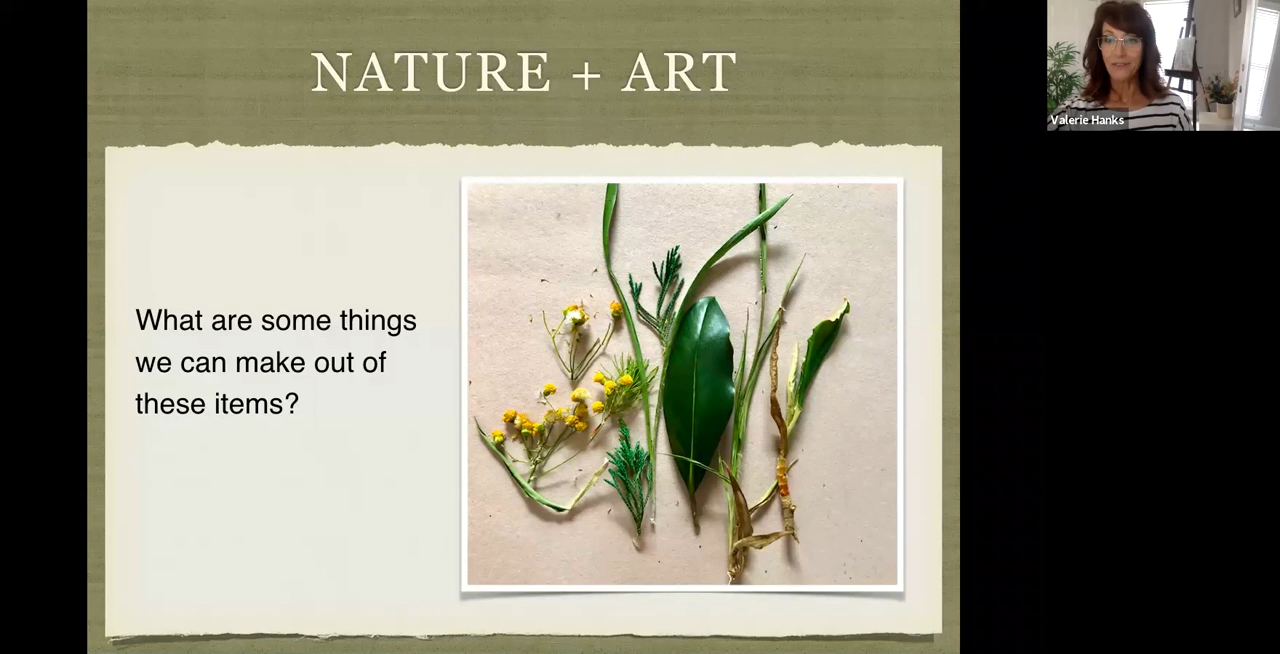 NATURE + ART
Valerie Hanks
What are some things
we can make out of
these items?